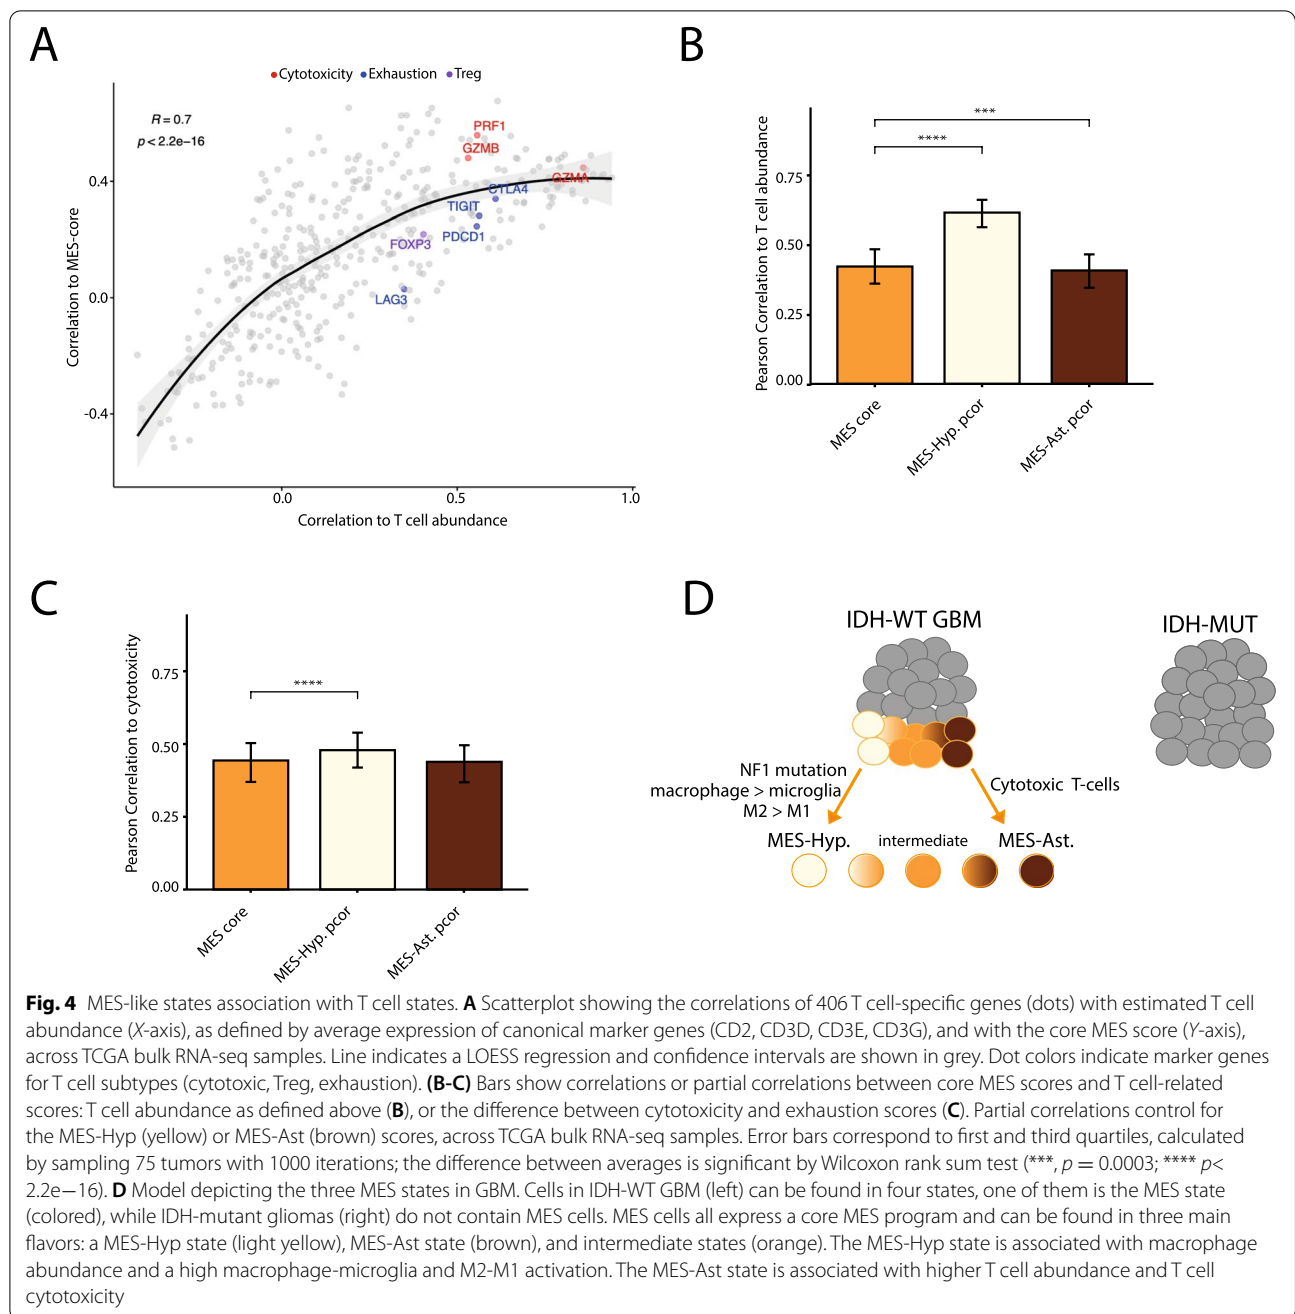 A
Cytotoxicity Exhaustion Treg
R = 0.7
p < 2.2e−16
PRF1
GZMB
GZMA
CTLA4
TIGIT
PDCD1
FOXP3
LAG3
0.4
0.0
-0.4
Correlation to MES-core
0.0 0.5 1.0
Correlation to T cell abundance
B
Pearson Correlation to T cell abundance
***
****
0.75
0.50
0.25
0.00
MES core
MES-Hyp. pcor
MES-Ast. pcor
C
Pearson Correlation to cytotoxicity
****
0.75
0.50
0.25
0.00
MES core
MES-Hyp. pcor
MES-Ast. pcor
D
IDH-WT GBM
IDH-MUT
NF1 mutation
macrophage > microglia
M2 > M1
Cytotoxic T-cells
MES-Hyp. intermediate MES-Ast.
Fig. 4 MES-like states association with T cell states. A Scatterplot showing the correlations of 406 T cell-specific genes (dots) with estimated T cell
abundance (X-axis), as defined by average expression of canonical marker genes (CD2, CD3D, CD3E, CD3G), and with the core MES score (Y-axis),
across TCGA bulk RNA-seq samples. Line indicates a LOESS regression and confidence intervals are shown in grey. Dot colors indicate marker genes
for T cell subtypes (cytotoxic, Treg, exhaustion). (B-C) Bars show correlations or partial correlations between core MES scores and T cell-related
scores: T cell abundance as defined above (B), or the difference between cytotoxicity and exhaustion scores (C). Partial correlations control for
the MES-Hyp (yellow) or MES-Ast (brown) scores, across TCGA bulk RNA-seq samples. Error bars correspond to first and third quartiles, calculated
by sampling 75 tumors with 1000 iterations; the difference between averages is significant by Wilcoxon rank sum test (***, p = 0.0003; **** p<
2.2e−16). D Model depicting the three MES states in GBM. Cells in IDH-WT GBM (left) can be found in four states, one of them is the MES state
(colored), while IDH-mutant gliomas (right) do not contain MES cells. MES cells all express a core MES program and can be found in three main
flavors: a MES-Hyp state (light yellow), MES-Ast state (brown), and intermediate states (orange). The MES-Hyp state is associated with macrophage
abundance and a high macrophage-microglia and M2-M1 activation. The MES-Ast state is associated with higher T cell abundance and T cell
cytotoxicity